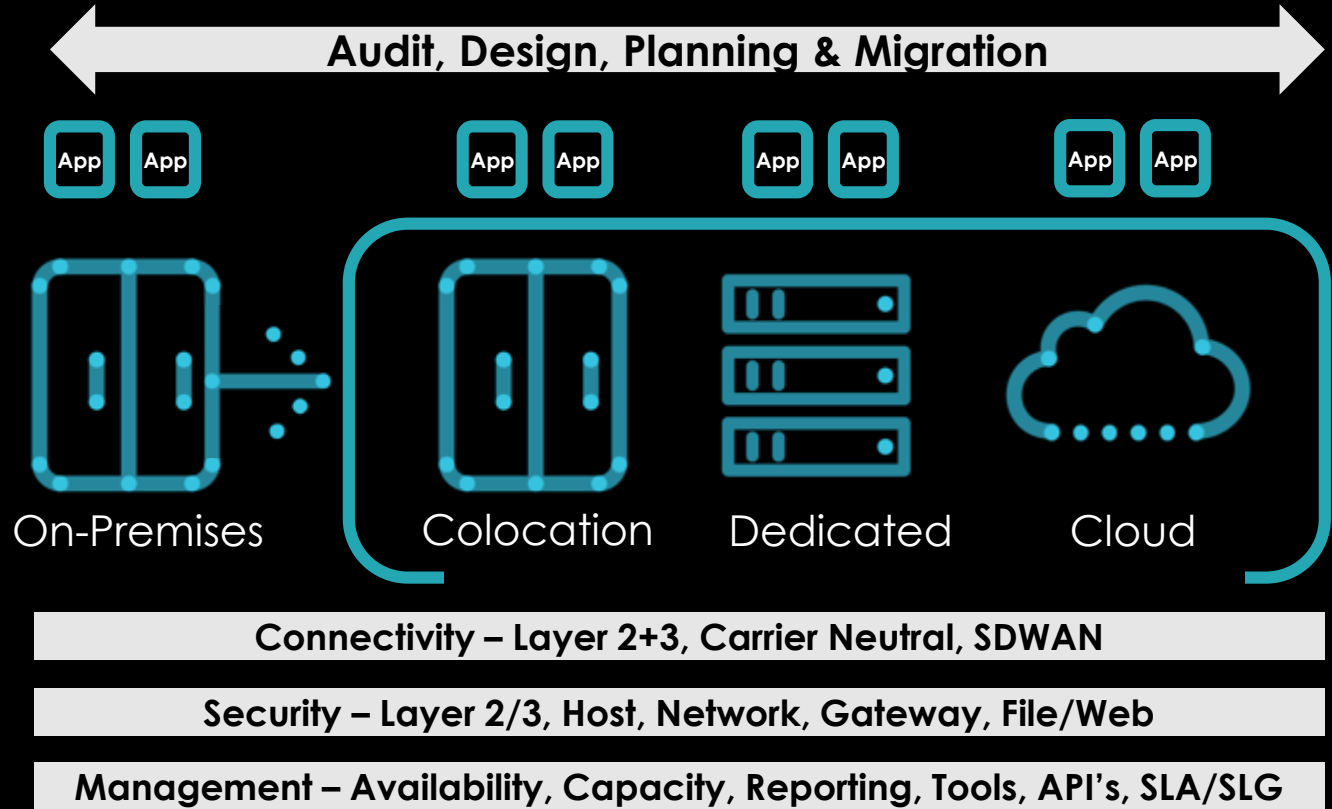 Audit, Design, Planning & Migration
App App App App App App App App
On-Premises Colocation Dedicated Cloud
Connectivity – Layer 2+3, Carrier Neutral, SDWAN
Security – Layer 2/3, Host, Network, Gateway, File/Web
Management – Availability, Capacity, Reporting, Tools, API’s, SLA/SLG